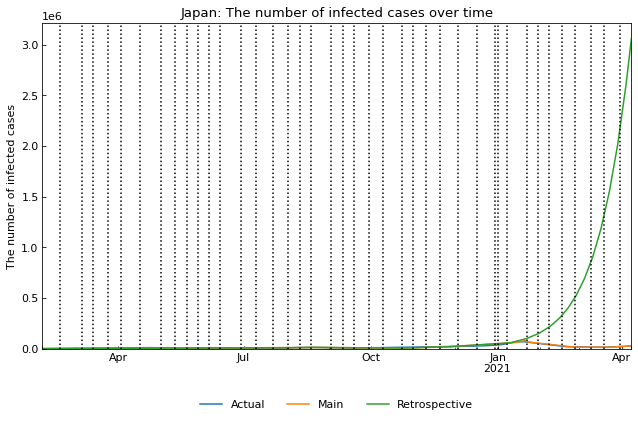 Japan: The number of infected cases over time
1e6
The number of infected cases
3.0
2.5
2.0
1.5
1.0
0.5
0.0
Apr Jul Oct Jan Apr
2021
Actual Main Retrospective